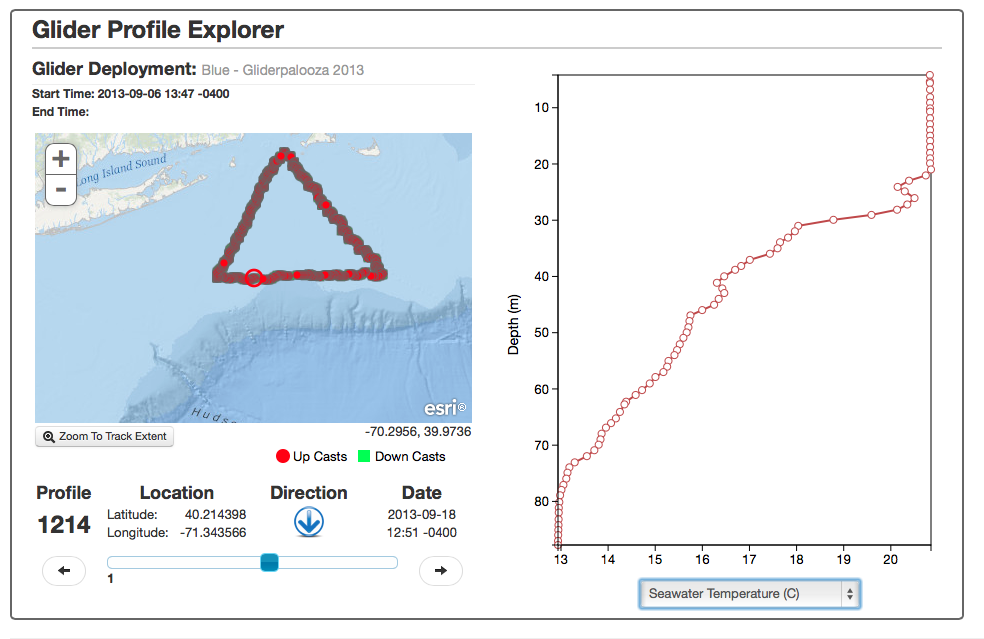 Glider Profile Explorer
Glider Deployment: Blue - Gliderpalooza 2013
Start Time: 2013-09-06 13:47 -0400
End Time:
+
-
Long Island Sound
Huds
esri
Zoom To Track Extent
-70.2956, 39.9736
Up Casts Down Casts
Profile Location Direction Date
1214
Latitude: 40.214398
Longitude: -71.343566
2013-09-18
12:51 -0400
1
Depth (m)
10
20
30
40
50
60
70
80
13 14 15 16 17 18 19 20
Seawater Temperature (C)